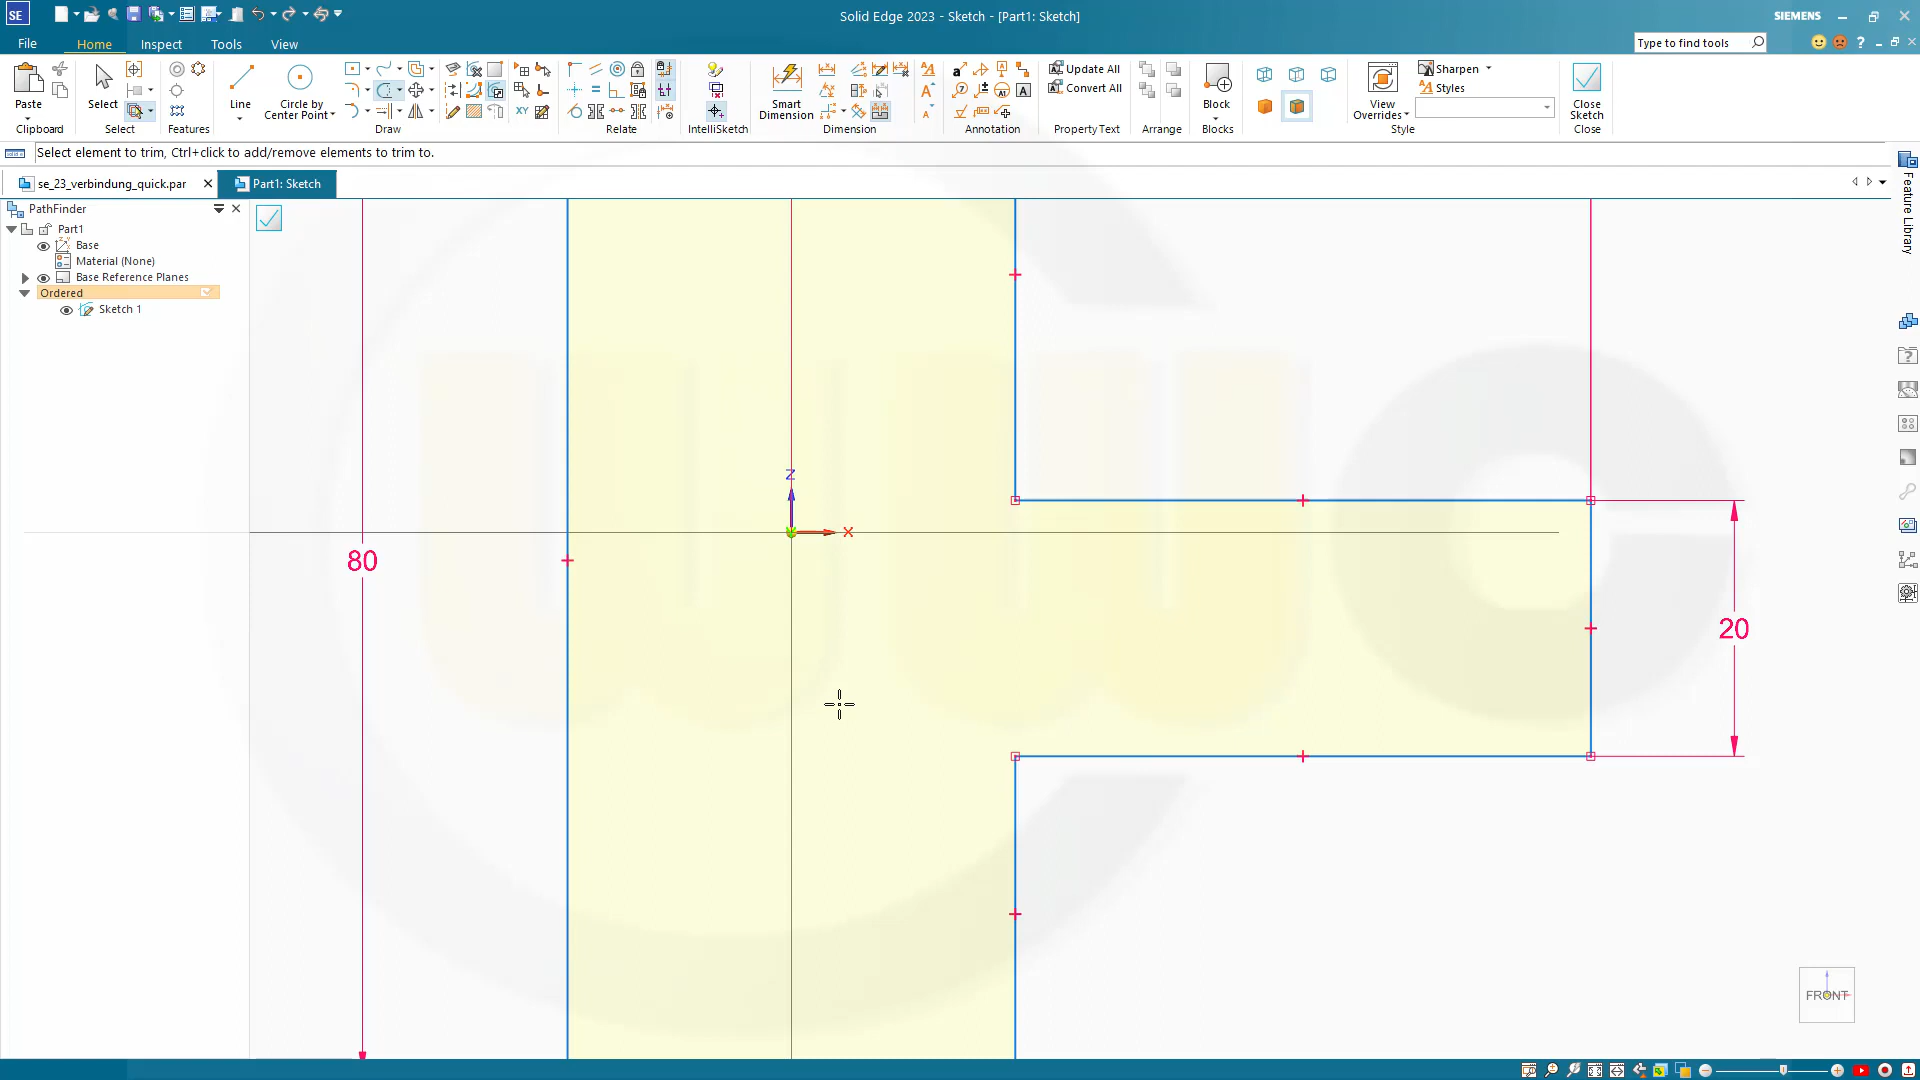 SE
Solid Edge 2023 - Sketch - [Part1: Sketch]
SIEMENS
File
Home
Inspect
Tools
View
Type to find tools
Paste
Clipboard
Select
Select
Features
Line
Circle by
Center Point
Draw
Relate
IntelliSketch
Smart
Dimension
Dimension
Annotation
Update All
Convert All
PropertyText
Arrange
Block
Blocks
View
Overrides
Sharpen
Styles
Style
Close
Sketch
Close
Select element to trim, Ctrl+click to add/remove elements to trim to.
se_23_verbindung_quick.par
Part1: Sketch
PathFinder
Part1
Base
Material (None)
Base Reference Planes
Ordered
Sketch 1
Feature Library
Z
X
80
20
FRONT